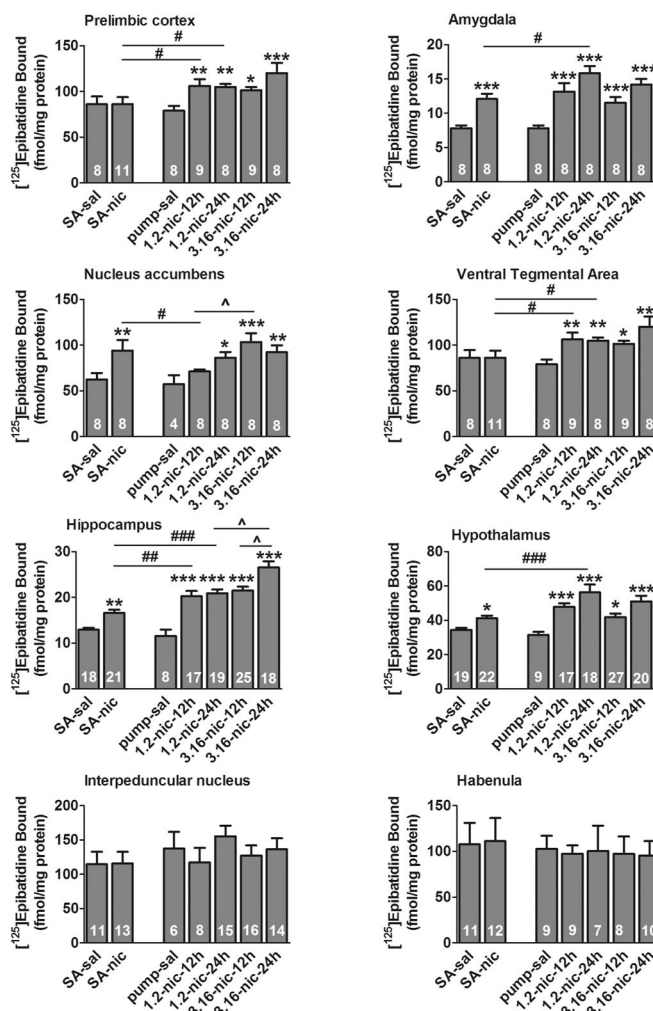 Prelimbic cortex
[¹²⁵]Epibatidine Bound
(fmol/mg protein)
150
100
50
0
#
#
** ** * ***
8 11 8 9 8 9 8
SA-sal SA-nic pump-sal 1.2-nic-12h 1.2-nic-24h 3.16-nic-12h 3.16-nic-24h
Amygdala
[¹²⁵]Epibatidine Bound
(fmol/mg protein)
20
15
10
5
0
#
*** *** *** *** ***
8 8 8 8 8 8 8
SA-sal SA-nic pump-sal 1.2-nic-12h 1.2-nic-24h 3.16-nic-12h 3.16-nic-24h
Nucleus accumbens
[¹²⁵]Epibatidine Bound
(fmol/mg protein)
150
100
50
0
# ^
** * *** **
8 8 4 8 8 8 8
SA-sal SA-nic pump-sal 1.2-nic-12h 1.2-nic-24h 3.16-nic-12h 3.16-nic-24h
Ventral Tegmental Area
[¹²⁵]Epibatidine Bound
(fmol/mg protein)
150
100
50
0
#
#
** ** * ***
8 11 8 9 8 9 8
SA-sal SA-nic pump-sal 1.2-nic-12h 1.2-nic-24h 3.16-nic-12h 3.16-nic-24h
Hippocampus
[¹²⁵]Epibatidine Bound
(fmol/mg protein)
30
20
10
0
### ^
## ^
** *** *** *** ***
18 21 8 17 19 25 18
SA-sal SA-nic pump-sal 1.2-nic-12h 1.2-nic-24h 3.16-nic-12h 3.16-nic-24h
Hypothalamus
[¹²⁵]Epibatidine Bound
(fmol/mg protein)
80
60
40
20
0
###
* *** *** * ***
19 22 9 17 18 27 20
SA-sal SA-nic pump-sal 1.2-nic-12h 1.2-nic-24h 3.16-nic-12h 3.16-nic-24h
Interpeduncular nucleus
[¹²⁵]Epibatidine Bound
(fmol/mg protein)
200
150
100
50
0
11 13 6 8 15 16 14
SA-sal SA-nic pump-sal 1.2-nic-12h 1.2-nic-24h 3.16-nic-12h 3.16-nic-24h
Habenula
[¹²⁵]Epibatidine Bound
(fmol/mg protein)
150
100
50
0
11 12 9 9 7 8 10
SA-sal SA-nic pump-sal 1.2-nic-12h 1.2-nic-24h 3.16-nic-12h 3.16-nic-24h